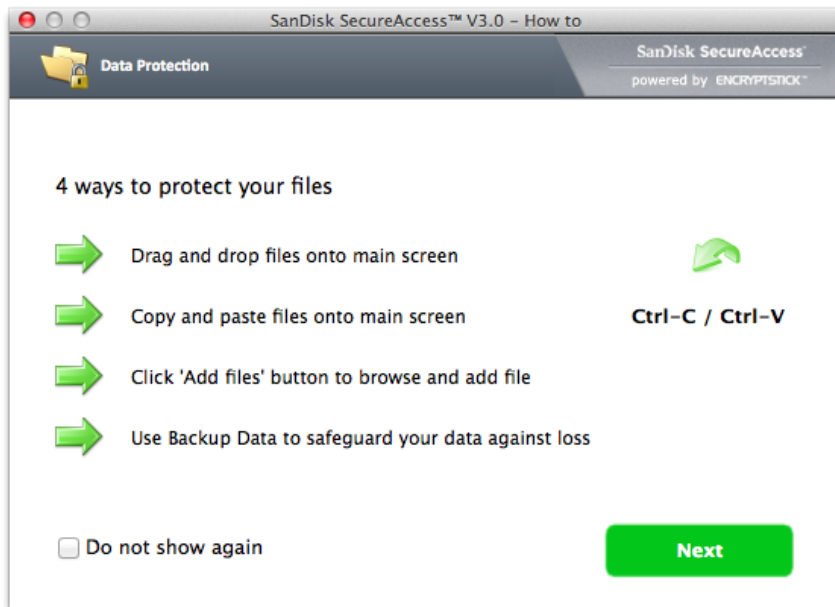 SanDisk SecureAccess™ V3.0 – How to
Data Protection
SanDisk SecureAccess™
powered by ENCRYPTSTICK™
4 ways to protect your files
Drag and drop files onto main screen
Copy and paste files onto main screen
Ctrl-C / Ctrl-V
Click 'Add files' button to browse and add file
Use Backup Data to safeguard your data against loss
Do not show again
Next